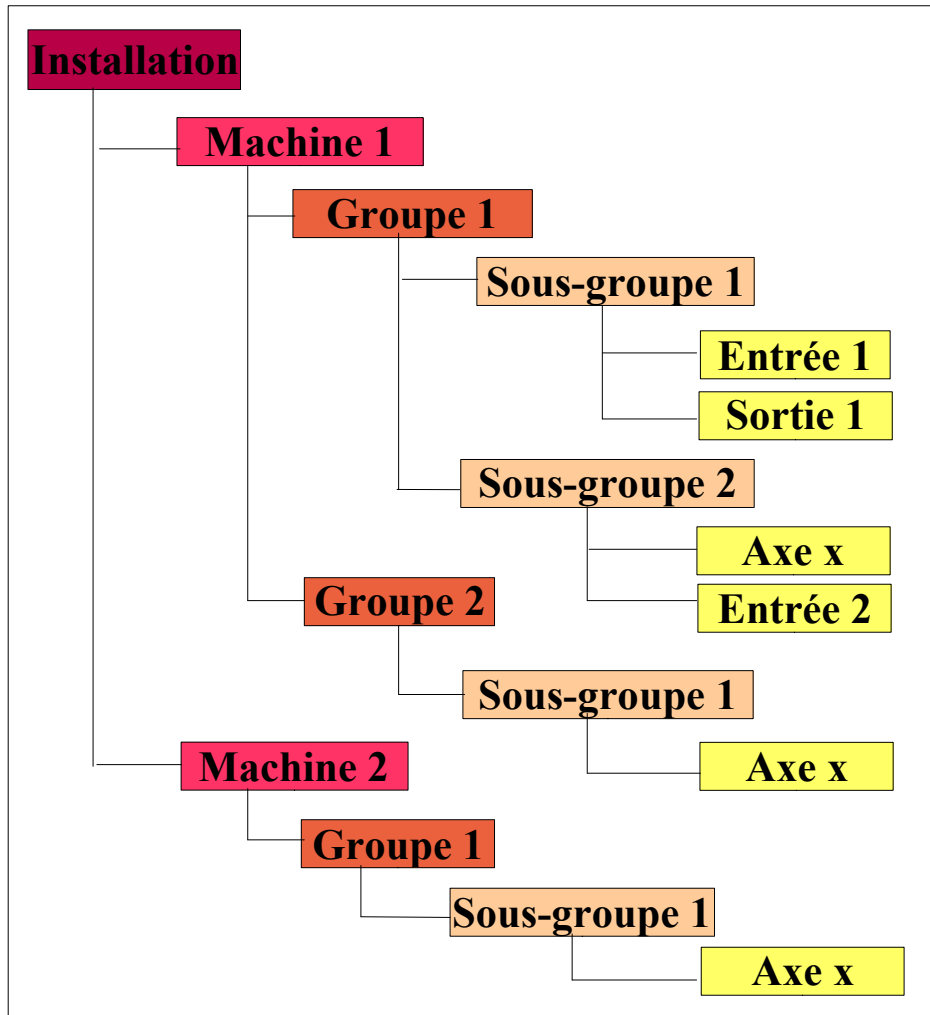 Installation
Machine 1
Groupe 1
Sous-groupe 1
Entrée 1
Sortie 1
Sous-groupe 2
Axe x
Entrée 2
Groupe 2
Sous-groupe 1
Axe x
Machine 2
Groupe 1
Sous-groupe 1
Axe x